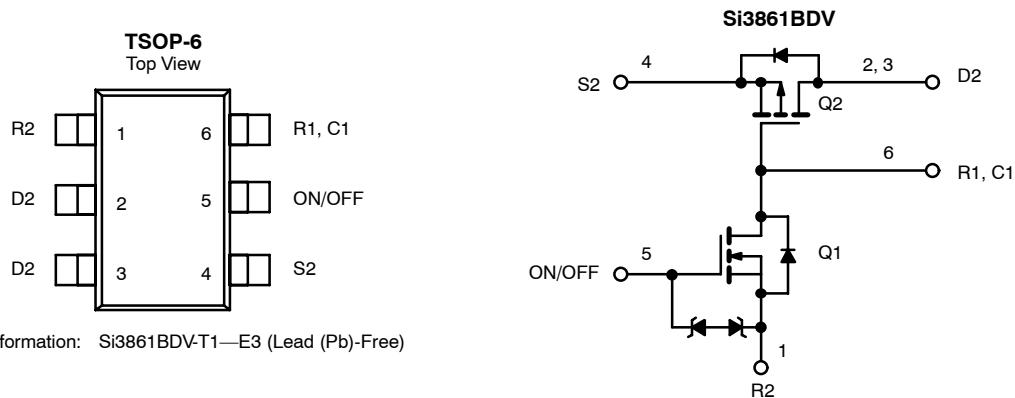 TSOP-6
Top View
R2
1
6
R1, C1
D2
2
5
ON/OFF
D2
3
4
S2
formation: Si3861BDV-T1—E3 (Lead (Pb)-Free)
Si3861BDV
4
2, 3
S2
D2
Q2
6
R1, C1
Q1
5
ON/OFF
1
R2